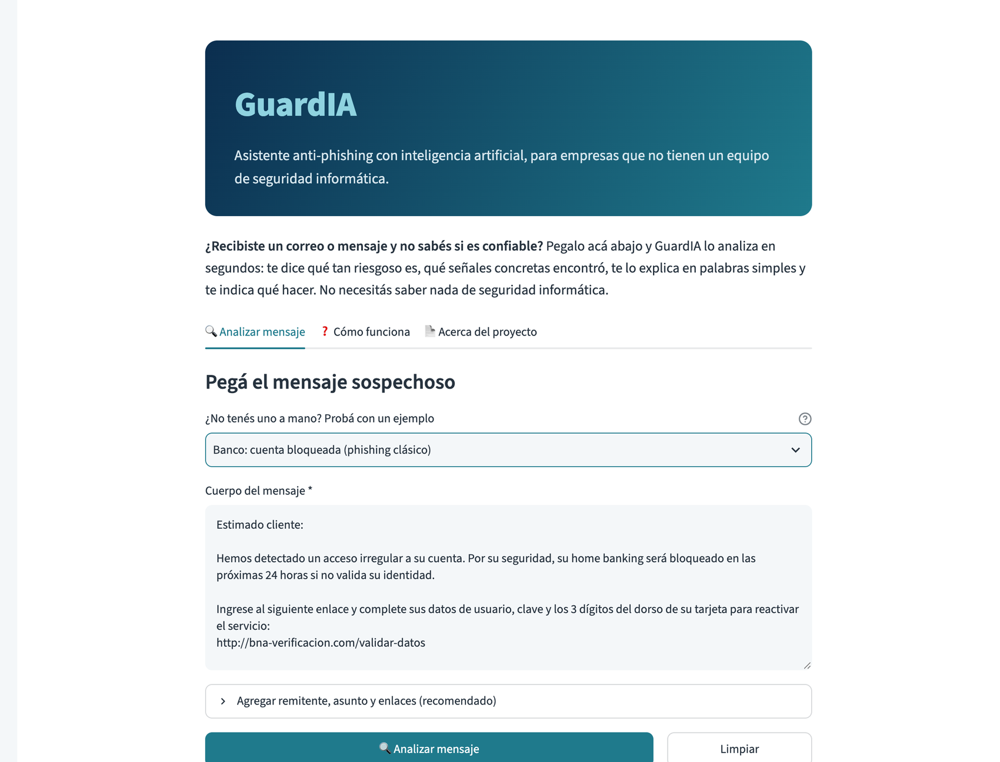 GuardIA
Asistente anti-phishing con inteligencia artificial, para empresas que no tienen un equipo
de seguridad informática.
¿Recibiste un correo o mensaje y no sabés si es confiable? Pegalo acá abajo y GuardIA lo analiza en
segundos: te dice qué tan riesgoso es, qué señales concretas encontró, te lo explica en palabras simples y
te indica qué hacer. No necesitás saber nada de seguridad informática.
Analizar mensaje ❓ Cómo funciona Acerca del proyecto
Pegá el mensaje sospechoso
¿No tenés uno a mano? Probá con un ejemplo
Banco: cuenta bloqueada (phishing clásico)
Cuerpo del mensaje *
Estimado cliente:
Hemos detectado un acceso irregular a su cuenta. Por su seguridad, su home banking será bloqueado en las
próximas 24 horas si no valida su identidad.
Ingrese al siguiente enlace y complete sus datos de usuario, clave y los 3 dígitos del dorso de su tarjeta para reactivar
el servicio:
http://bna-verificacion.com/validar-datos
Agregar remitente, asunto y enlaces (recomendado)
Analizar mensaje Limpiar